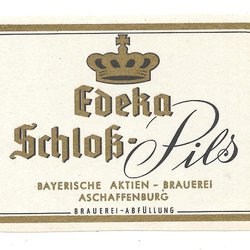 Edeka
Schloß-Pils
BAYERISCHE AKTIEN-BRAUEREI
ASCHAFFENBURG
BRAUEREI-ABFÜLLUNG